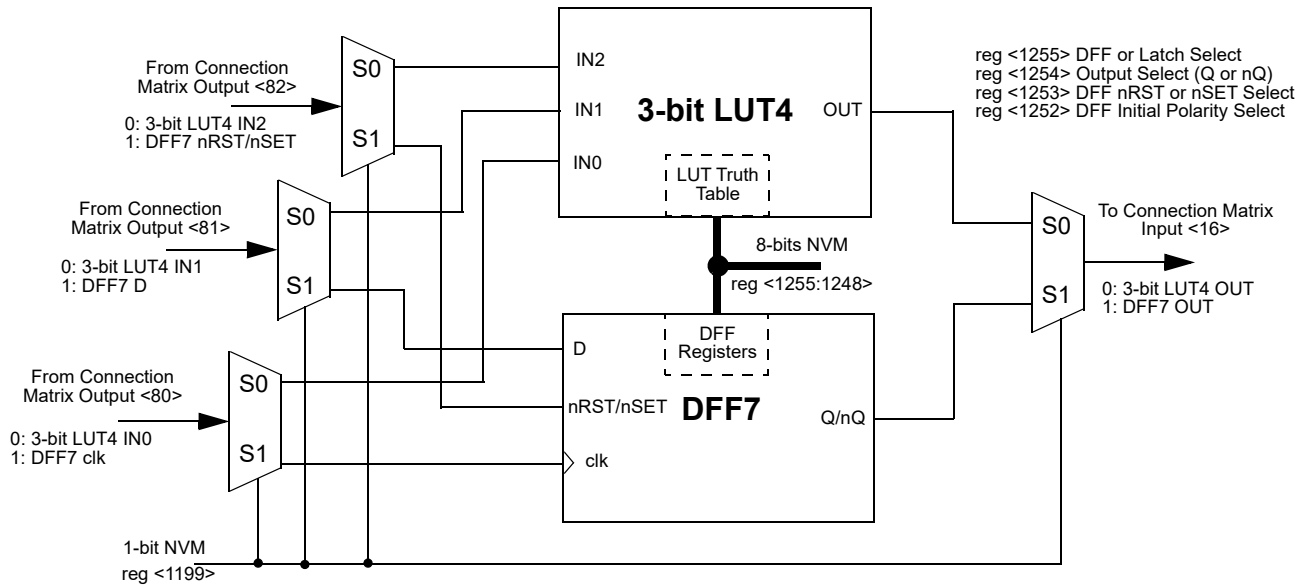 From Connection
Matrix Output <82>
0: 3-bit LUT4 IN2
1: DFF7 nRST/nSET
S0
S1
From Connection
Matrix Output <81>
0: 3-bit LUT4 IN1
1: DFF7 D
S0
S1
From Connection
Matrix Output <80>
0: 3-bit LUT4 IN0
1: DFF7 clk
S0
S1
1-bit NVM
reg <1199>
IN2
IN1
IN0
3-bit LUT4
OUT
LUT Truth
Table
8-bits NVM
reg <1255:1248>
DFF
Registers
D
nRST/nSET
clk
DFF7
Q/nQ
reg <1255> DFF or Latch Select
reg <1254> Output Select (Q or nQ)
reg <1253> DFF nRST or nSET Select
reg <1252> DFF Initial Polarity Select
S0
S1
To Connection Matrix
Input <16>
0: 3-bit LUT4 OUT
1: DFF7 OUT